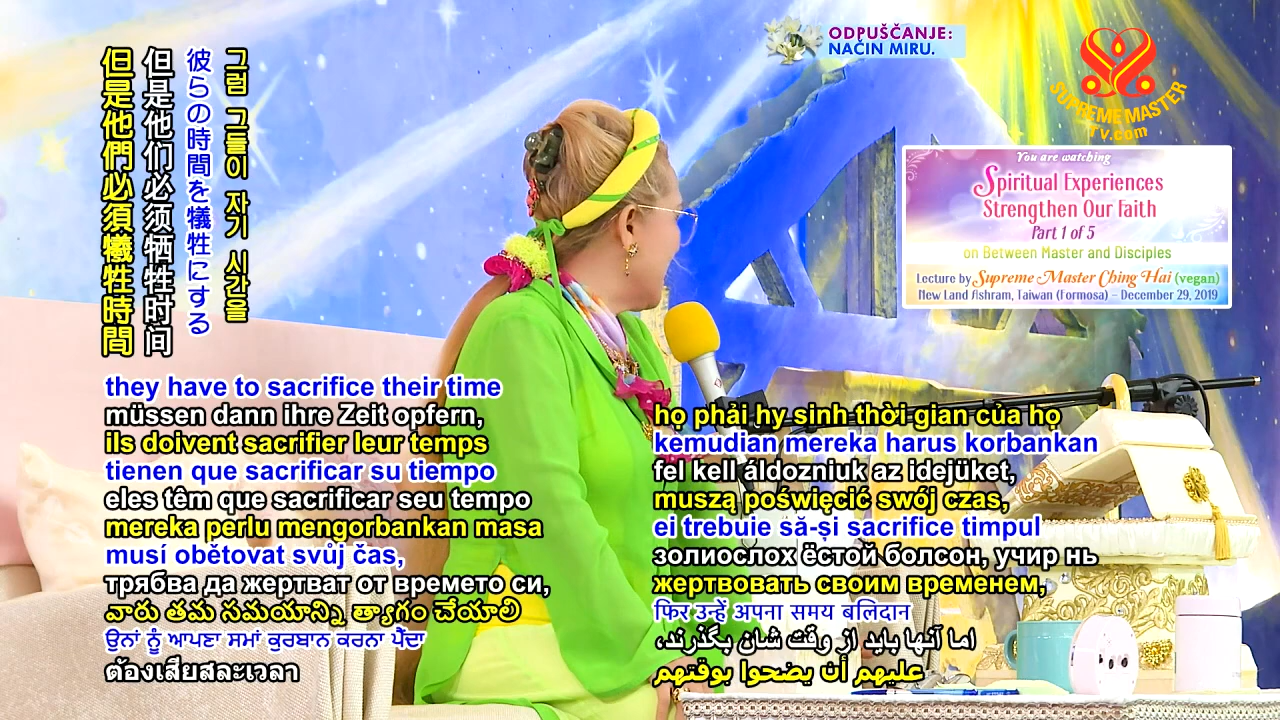 ODPUŠČANJE:
NAČIN MIRU.
SUPREME MASTER
TV.com
You are watching
Spiritual Experiences
Strengthen Our Faith
Part 1 of 5
on Between Master and Disciples
Lecture by Supreme Master Ching Hai (vegan)
New Land Ashram, Taiwan (Formosa) – December 29, 2019
그럼 그들이 자기 시간을
彼らの時間を犠牲にする
但是他们必须牺牲时间
但是他們必須犧牲時間
they have to sacrifice their time
müssen dann ihre Zeit opfern,
ils doivent sacrifier leur temps
tienen que sacrificar su tiempo
eles têm que sacrificar seu tempo
mereka perlu mengorbankan masa
musí obětovat svůj čas,
трябва да жертват от времето си,
వారు తమ సమయాన్ని త్యాగం చేయాలి
ਉਨਾਂ ਨੂੰ ਆਪਣਾ ਸਮਾਂ ਕੁਰਬਾਨ ਕਰਨਾ ਪੈਂਦਾ
ต้องเสียสละเวลา
họ phải hy sinh thời gian của họ
kemudian mereka harus korbankan
fel kell áldozniuk az idejüket,
muszą poświęcić swój czas,
ei trebuie să-și sacrifice timpul
золиослох ёстой болсон, учир нь
жертвовать своим временем,
फिर उन्हें अपना समय बलिदान
اما آنها باید از وقت شان بگذرند،
عليهم أن يضحوا بوقتهم